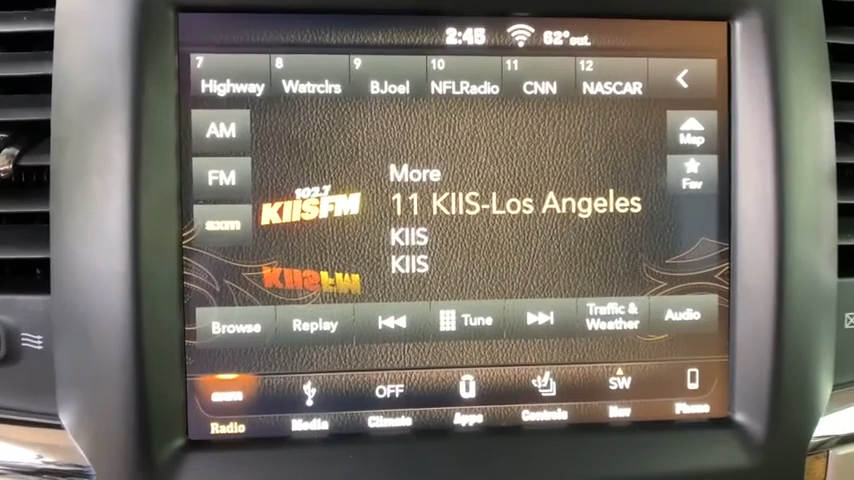 2:45 62° out.
7 8 9 10 11 12
Highway Watrclrs BJoel NFLRadio CNN NASCAR
AM
Map
FM
Fav
sxm
102.7
KIISFM
More
11 KIIS-Los Angeles
KIIS
KIIS
Browse Replay Tune Traffic & Weather Audio
sxm OFF SW
Radio Media Climate Apps Controls Nav Phone